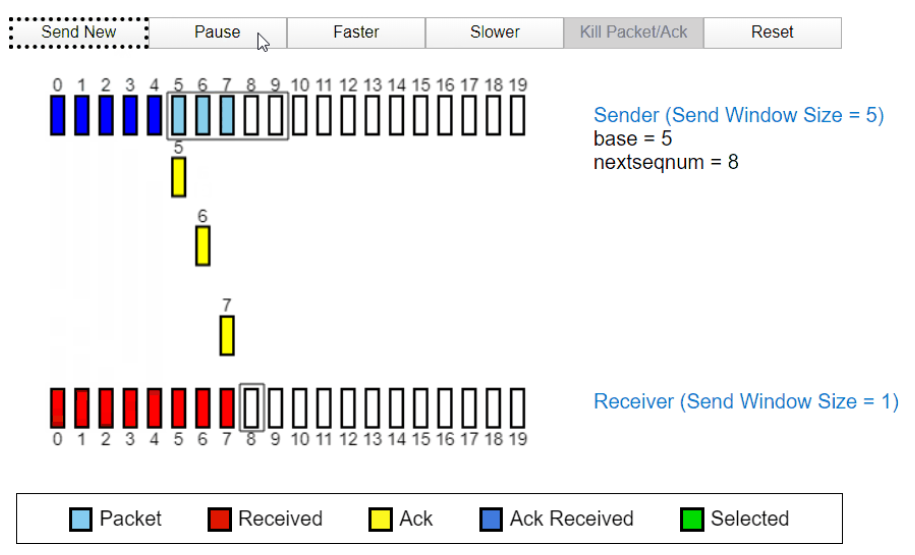 Send New Pause Faster Slower Kill Packet/Ack Reset
0 1 2 3 4 5 6 7 8 9 10 11 12 13 14 15 16 17 18 19
Sender (Send Window Size = 5)
base = 5
nextseqnum = 8
5
6
7
Receiver (Send Window Size = 1)
0 1 2 3 4 5 6 7 8 9 10 11 12 13 14 15 16 17 18 19
Packet Received Ack Ack Received Selected